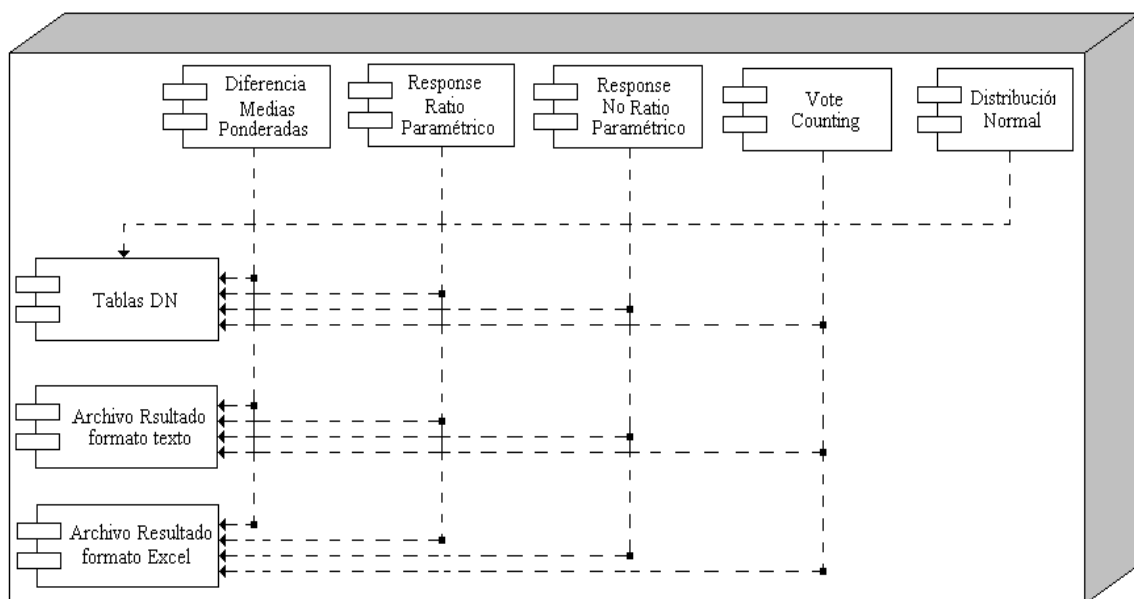 Diferencia
Medias
Ponderadas
Response
Ratio
Paramétrico
Response
No Ratio
Paramétrico
Vote
Counting
Distribución
Normal
Tablas DN
Archivo Rsultado
formato texto
Archivo Resultado
formato Excel